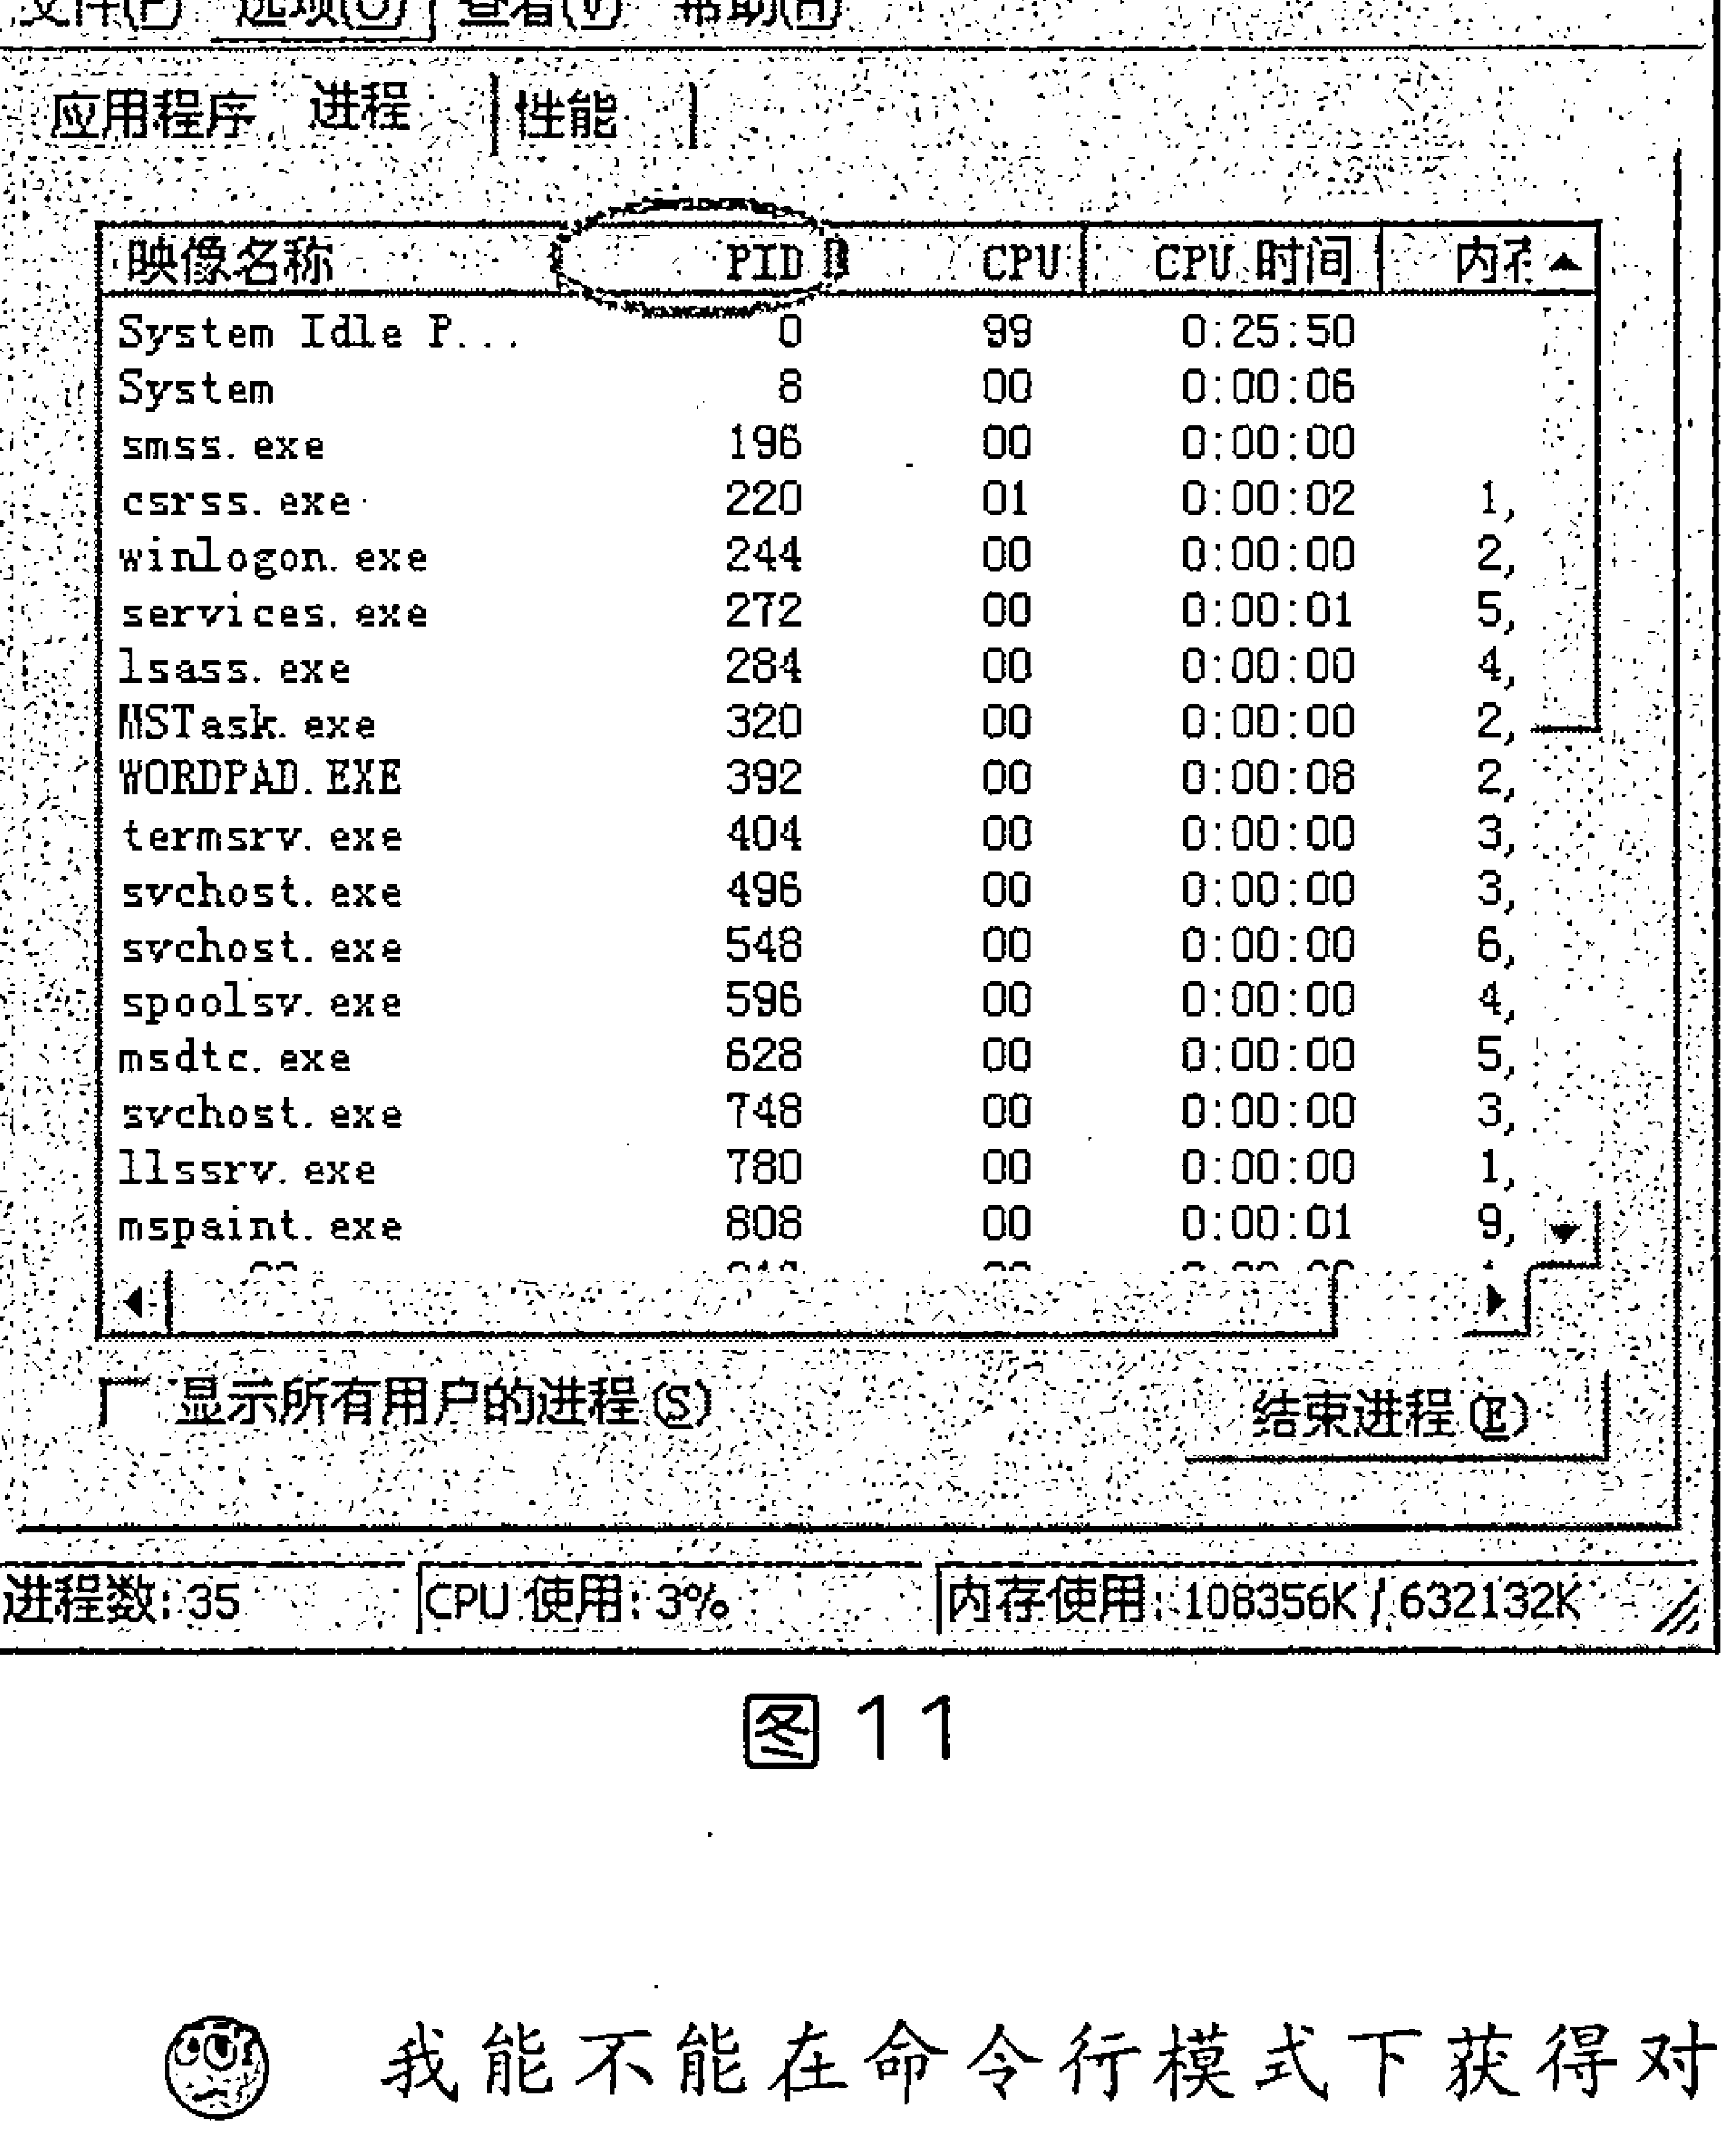 文件(F) 选项(O) 查看(V) 帮助(H)
应用程序 进程 性能
映像名称 PID CPU CPU 时间 内存
System Idle P... 0 99 0:25:50
System 8 00 0:00:06
smss.exe 196 00 0:00:00
csrss.exe 220 01 0:00:02 1,
winlogon.exe 244 00 0:00:00 2,
services.exe 272 00 0:00:01 5,
lsass.exe 284 00 0:00:00 4,
MSTask.exe 320 00 0:00:00 2,
WORDPAD.EXE 392 00 0:00:08 2,
termsrv.exe 404 00 0:00:00 3,
svchost.exe 496 00 0:00:00 3,
svchost.exe 548 00 0:00:00 6,
spoolsv.exe 596 00 0:00:00 4,
msdtc.exe 628 00 0:00:00 5,
svchost.exe 748 00 0:00:00 3,
llssrv.exe 780 00 0:00:00 1,
mspaint.exe 808 00 0:00:01 9,
显示所有用户的进程(S) 结束进程(E)
进程数: 35 CPU 使用: 3% 内存使用: 108356K / 632132K
图 11
我能不能在命令行模式下获得对